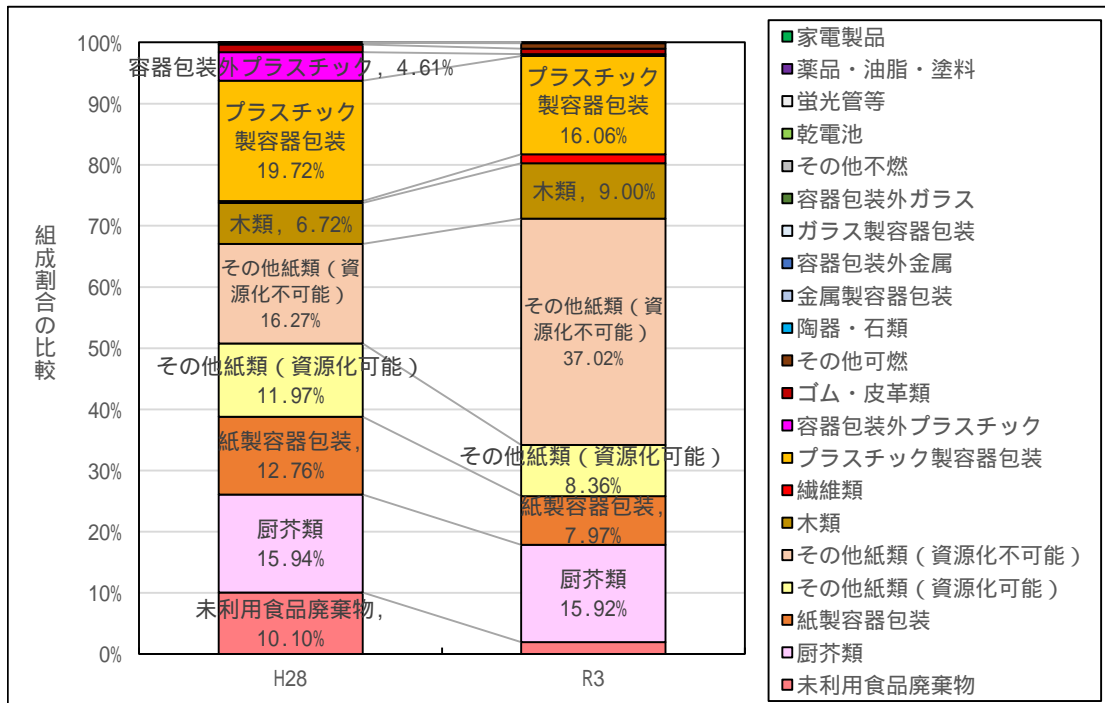 組成割合の比較
100%
90%
80%
70%
60%
50%
40%
30%
20%
10%
0%
容器包装外プラスチック, 4.61%
プラスチック
製容器包装
19.72%
木類, 6.72%
その他紙類（資
源化不可能）
16.27%
その他紙類（資源化可能）
11.97%
紙製容器包装,
12.76%
厨芥類
15.94%
未利用食品廃棄物,
10.10%
H28
プラスチック
製容器包装
16.06%
木類, 9.00%
その他紙類（資
源化不可能）
37.02%
その他紙類（資源化可能）
8.36%
紙製容器包装,
7.97%
厨芥類
15.92%
R3
家電製品
薬品・油脂・塗料
蛍光管等
乾電池
その他不燃
容器包装外ガラス
ガラス製容器包装
容器包装外金属
金属製容器包装
陶器・石類
その他可燃
ゴム・皮革類
容器包装外プラスチック
プラスチック製容器包装
繊維類
木類
その他紙類（資源化不可能）
その他紙類（資源化可能）
紙製容器包装
厨芥類
未利用食品廃棄物